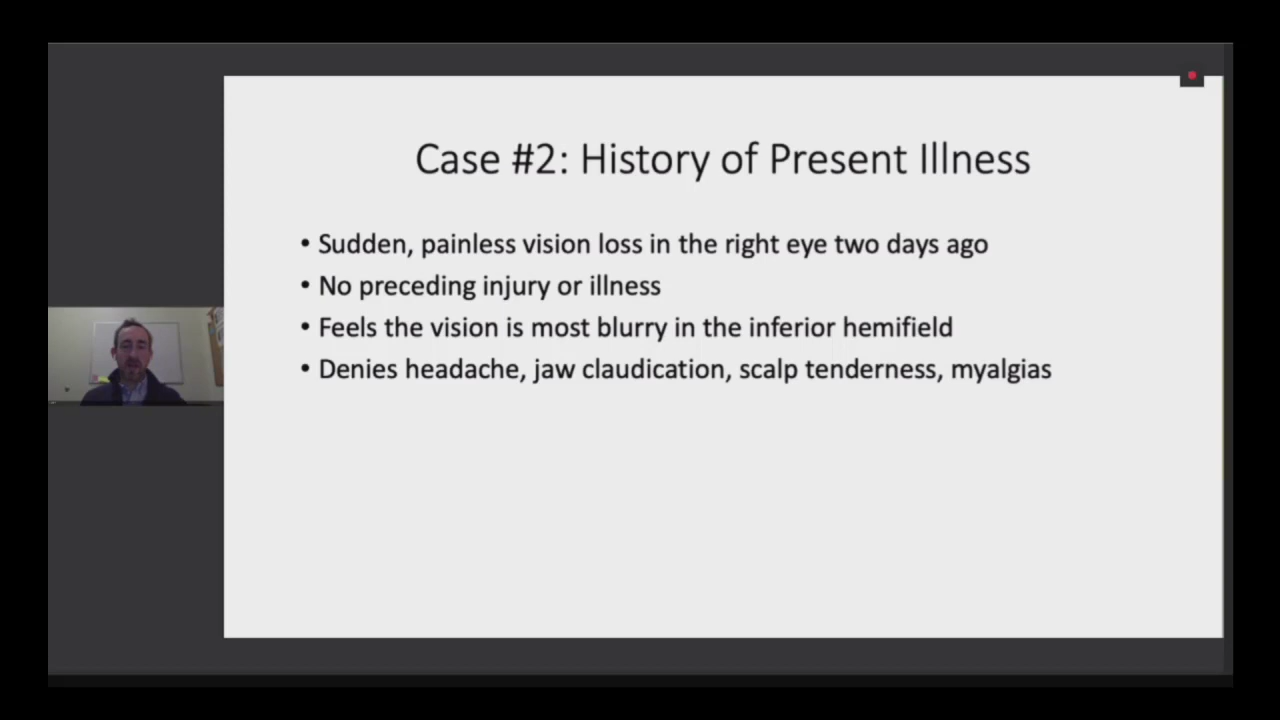 Case #2: History of Present Illness
• Sudden, painless vision loss in the right eye two days ago
• No preceding injury or illness
• Feels the vision is most blurry in the inferior hemifield
• Denies headache, jaw claudication, scalp tenderness, myalgias